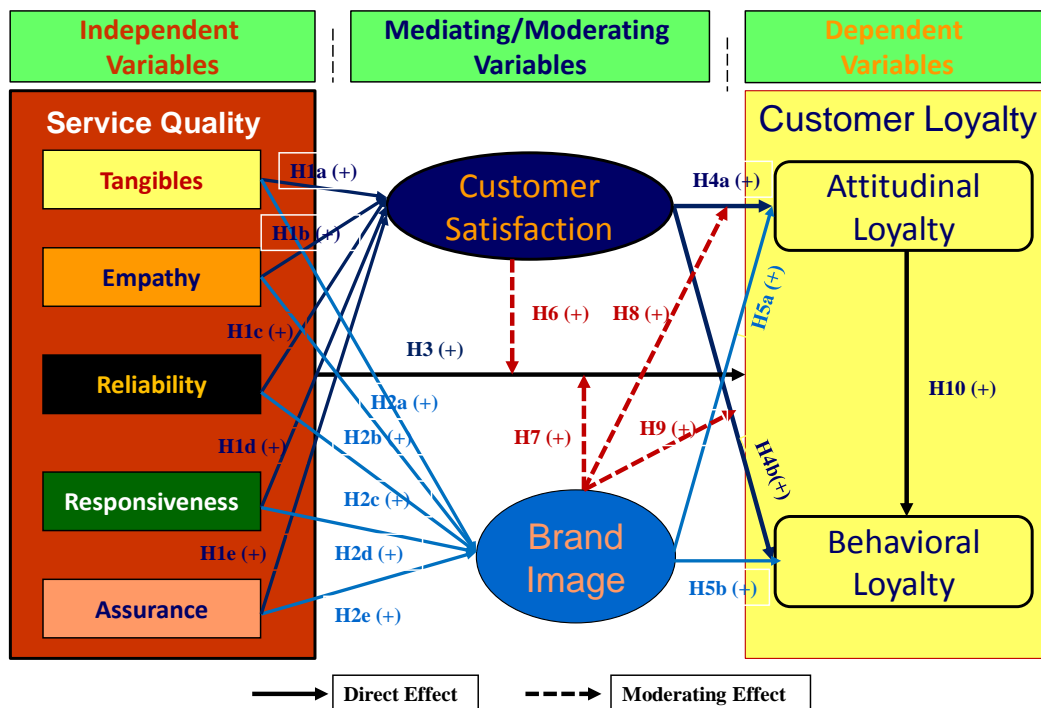 Independent
Variables
Mediating/Moderating
Variables
Dependent
Variables
Service Quality
Tangibles
Empathy
Reliability
Responsiveness
Assurance
H1a (+)
H1b (+)
H1c (+)
H1d (+)
H1e (+)
H2a (+)
H2b (+)
H2c (+)
H2d (+)
H2e (+)
Customer
Satisfaction
H3 (+)
H6 (+)
H7 (+)
H8 (+)
H9 (+)
Brand
Image
H4a (+)
H5a (+)
H4b(+)
H5b (+)
Customer Loyalty
Attitudinal
Loyalty
H10 (+)
Behavioral
Loyalty
Direct Effect
Moderating Effect